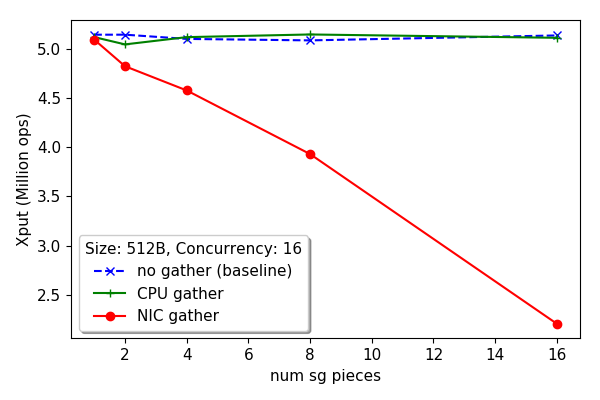 Xput (Million ops)
5.0
4.5
4.0
3.5
3.0
2.5
Size: 512B, Concurrency: 16
no gather (baseline)
CPU gather
NIC gather
2 4 6 8 10 12 14 16
num sg pieces